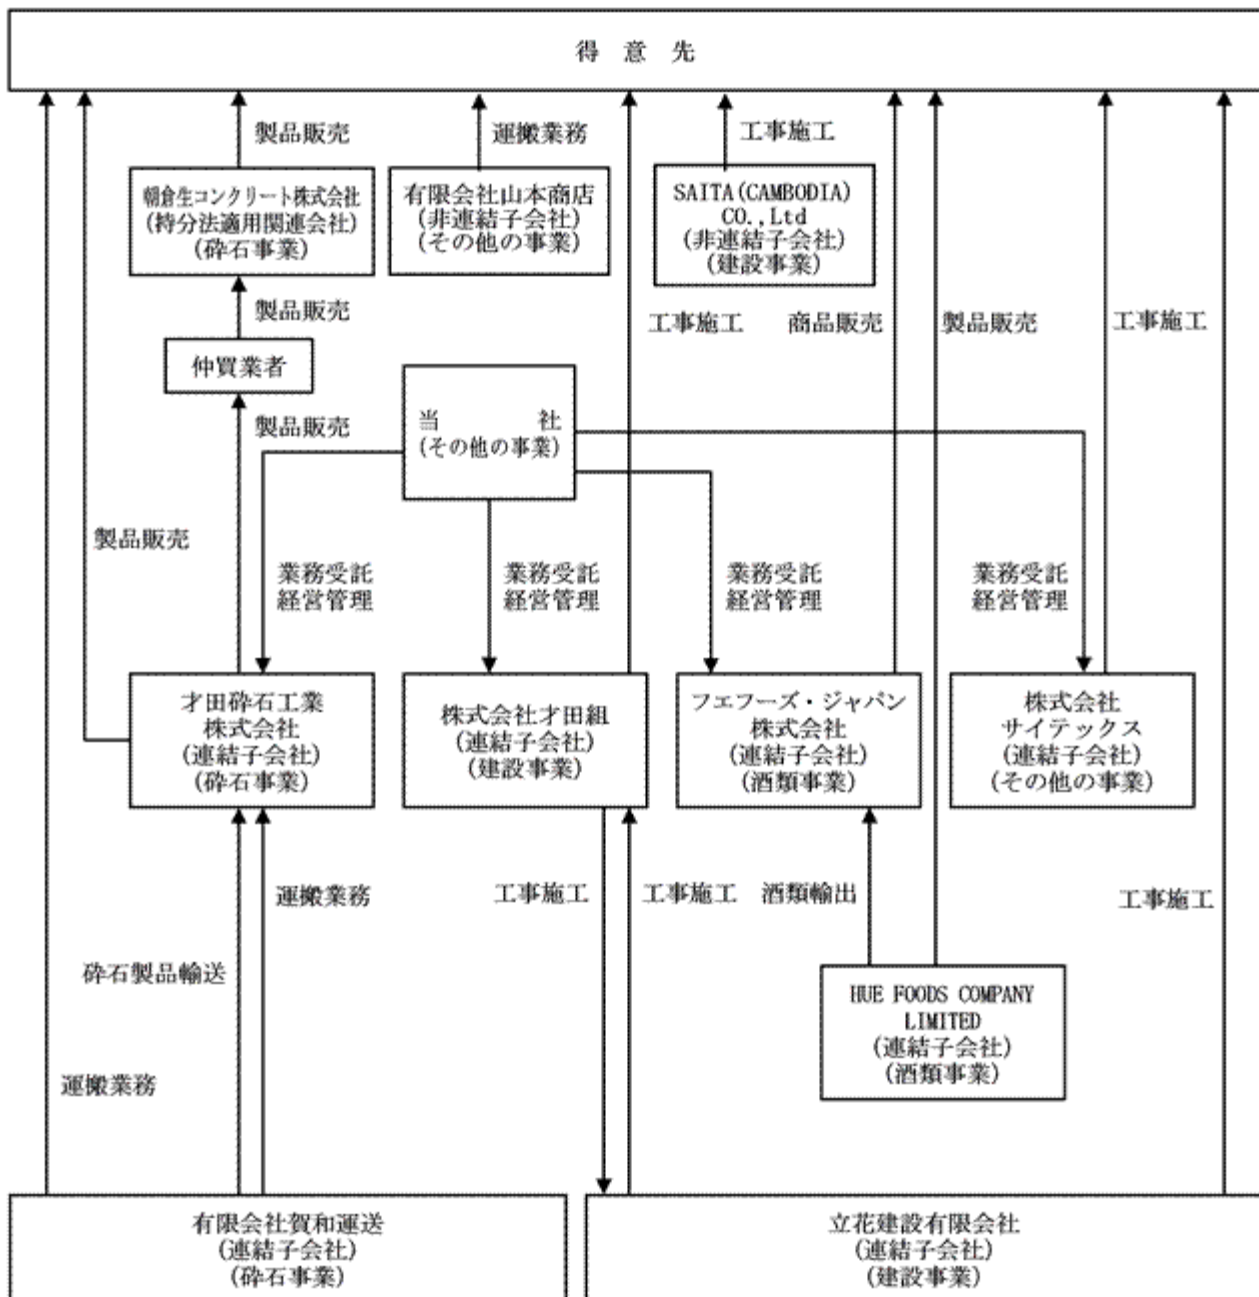 得 意 先
製品販売
運搬業務
工事施工
朝倉生コンクリート株式会社
(持分法適用関連会社)
(砕石事業)
有限会社山本商店
(非連結子会社)
(その他の事業)
SAITA(CAMBODIA)
CO.,Ltd
(非連結子会社)
(建設事業)
製品販売
工事施工
商品販売
製品販売
工事施工
仲買業者
当 社
(その他の事業)
製品販売
製品販売
業務受託
経営管理
業務受託
経営管理
業務受託
経営管理
業務受託
経営管理
才田砕石工業
株式会社
(連結子会社)
(砕石事業)
株式会社才田組
(連結子会社)
(建設事業)
フエフーズ・ジャパン
株式会社
(連結子会社)
(酒類事業)
株式会社
サイテックス
(連結子会社)
(その他の事業)
運搬業務
工事施工
工事施工
酒類輸出
工事施工
砕石製品輸送
HUE FOODS COMPANY
LIMITED
(連結子会社)
(酒類事業)
運搬業務
有限会社賀和運送
(連結子会社)
(砕石事業)
立花建設有限会社
(連結子会社)
(建設事業)